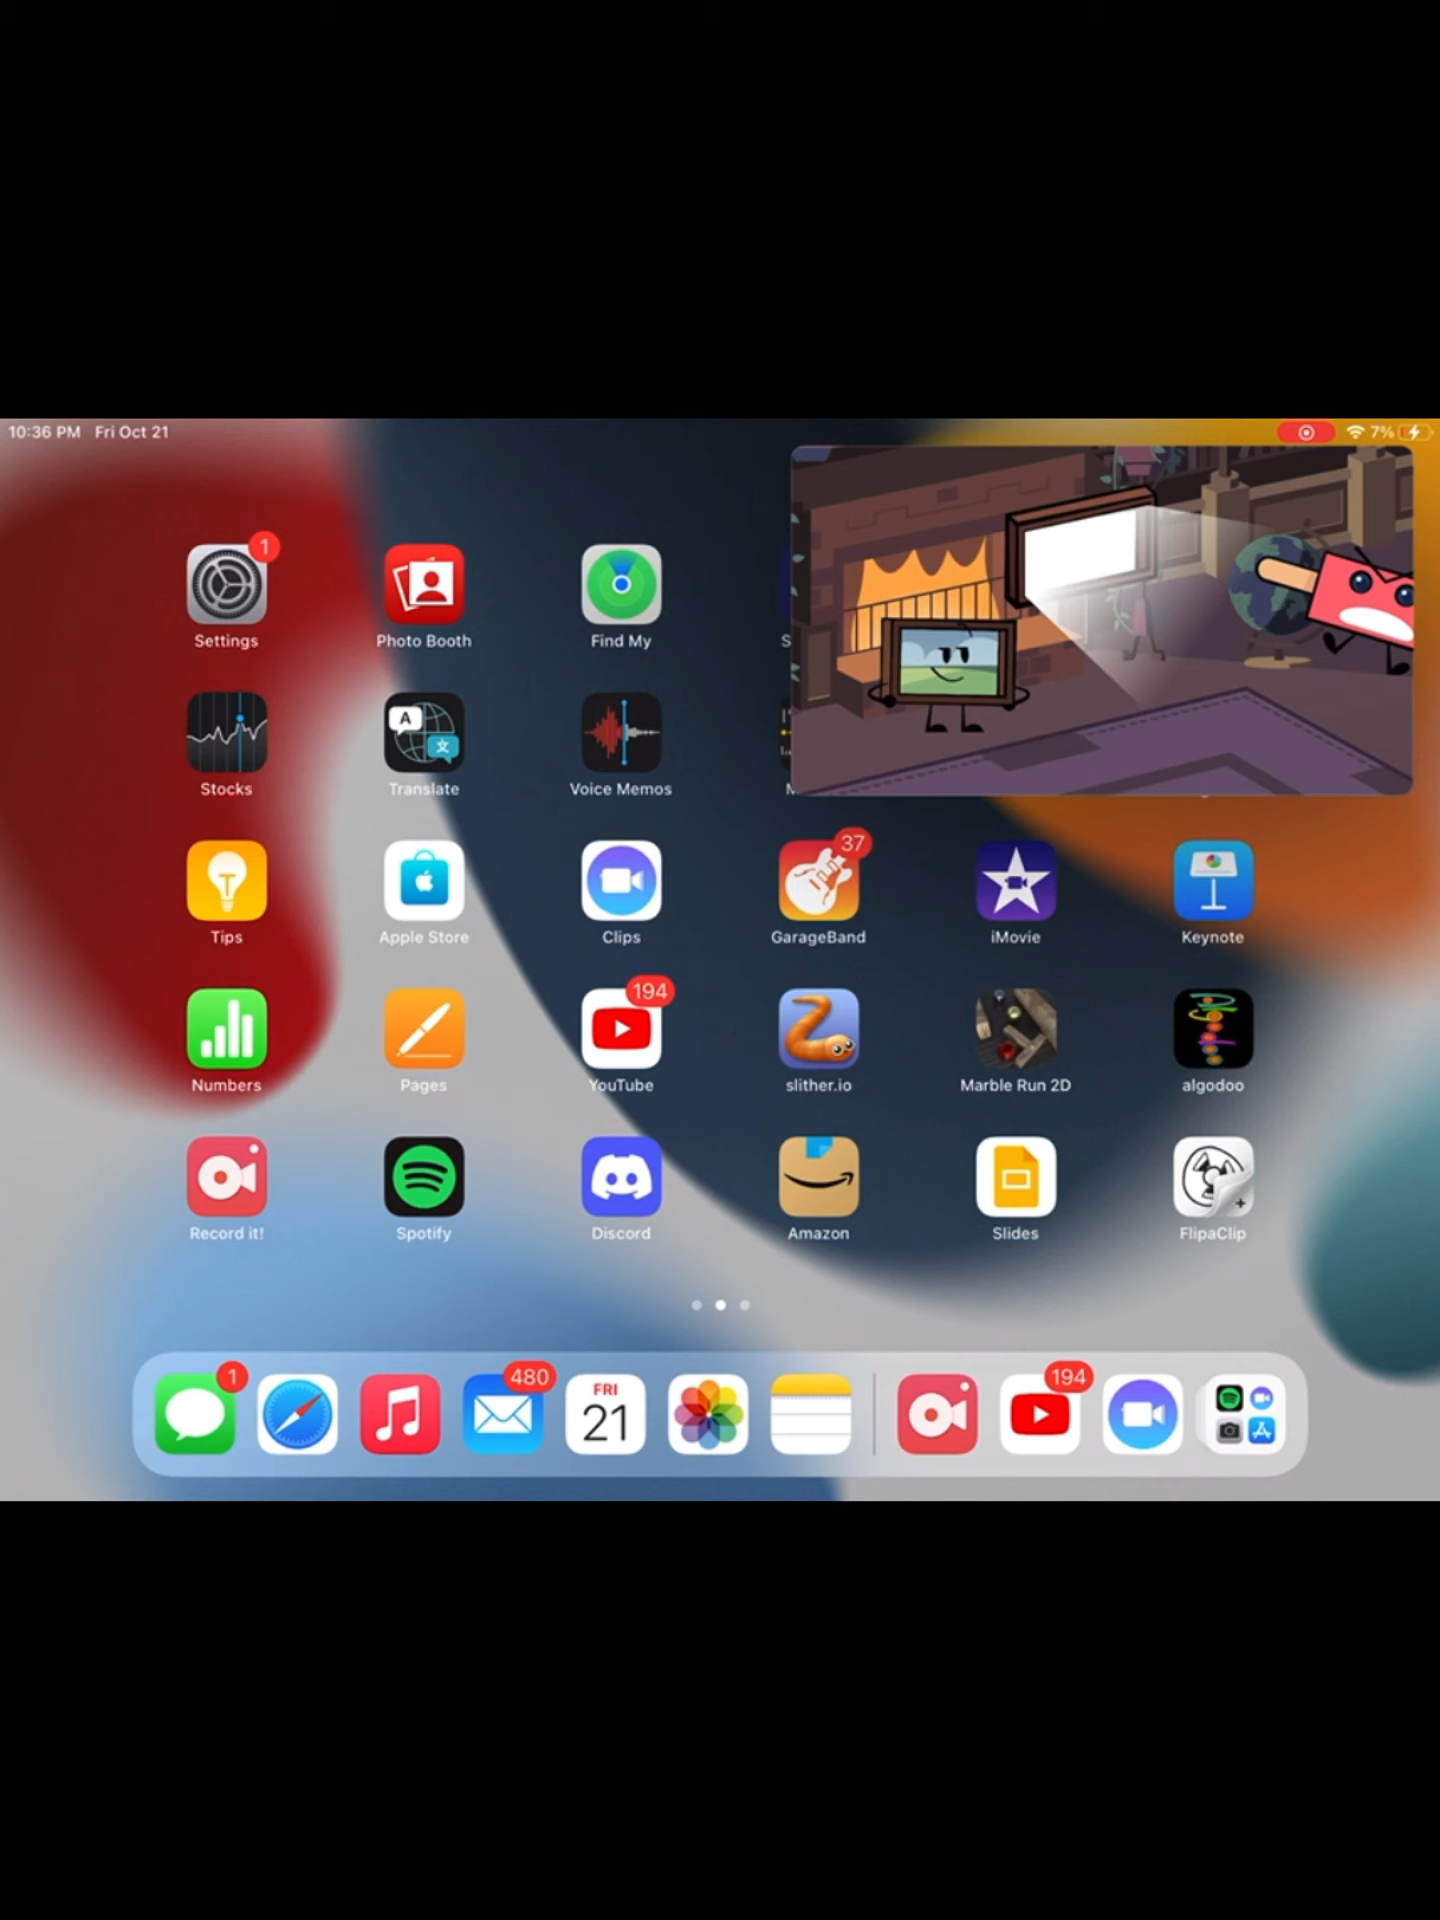 10:36 PM Fri Oct 21
7%
1
Settings
Photo Booth
Find My
S
A
文
Stocks
Translate
Voice Memos
M
37
Tips
Apple Store
Clips
GarageBand
iMovie
Keynote
194
Numbers
Pages
YouTube
slither.io
Marble Run 2D
algodoo
Record it!
Spotify
Discord
Amazon
Slides
FlipaClip
1
480
FRI
21
194